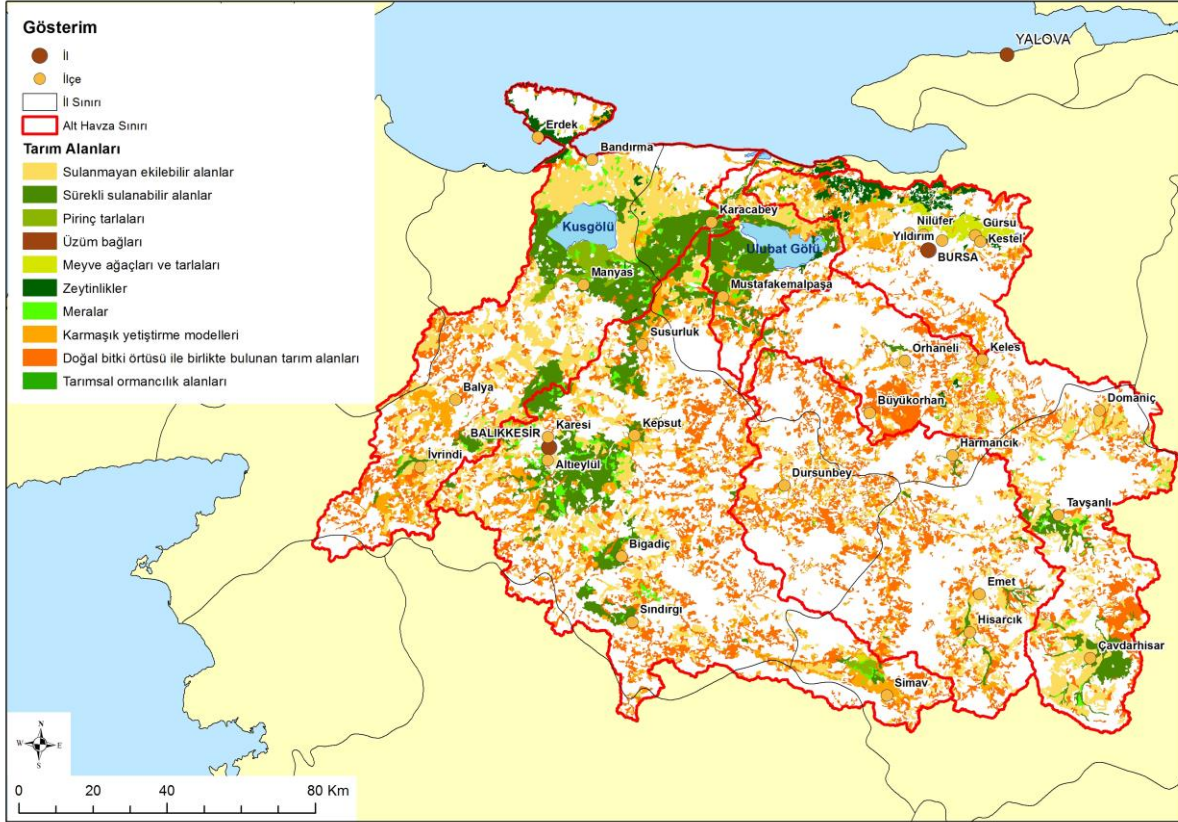 Gösterim
İl
İlçe
İl Sınırı
Alt Havza Sınırı
Tarım Alanları
Sulanmayan ekilebilir alanlar
Sürekli sulanabilir alanlar
Pirinç tarlaları
Üzüm bağları
Meyve ağaçları ve tarlaları
Zeytinlikler
Meralar
Karmaşık yetiştirme modelleri
Doğal bitki örtüsü ile birlikte bulunan tarım alanları
Tarımsal ormancılık alanları
YALOVA
Erdek
Bandırma
Karacabey
Kuşgölü
Ulubat Gölü
Nilüfer
Gürsu
Yıldırım
Kestel
BURSA
Manyas
Mustafakemalpaşa
Susurluk
Orhaneli
Keles
Balya
Büyükorhan
Domaniç
BALIKKESİR
Karesi
Kepsut
Harmancık
İvrindi
Altıeylül
Dursunbey
Tavşanlı
Bigadiç
Emet
Sındırgı
Hisarcık
Çavdarhisar
Simav
N
W E
S
0 20 40 80 Km